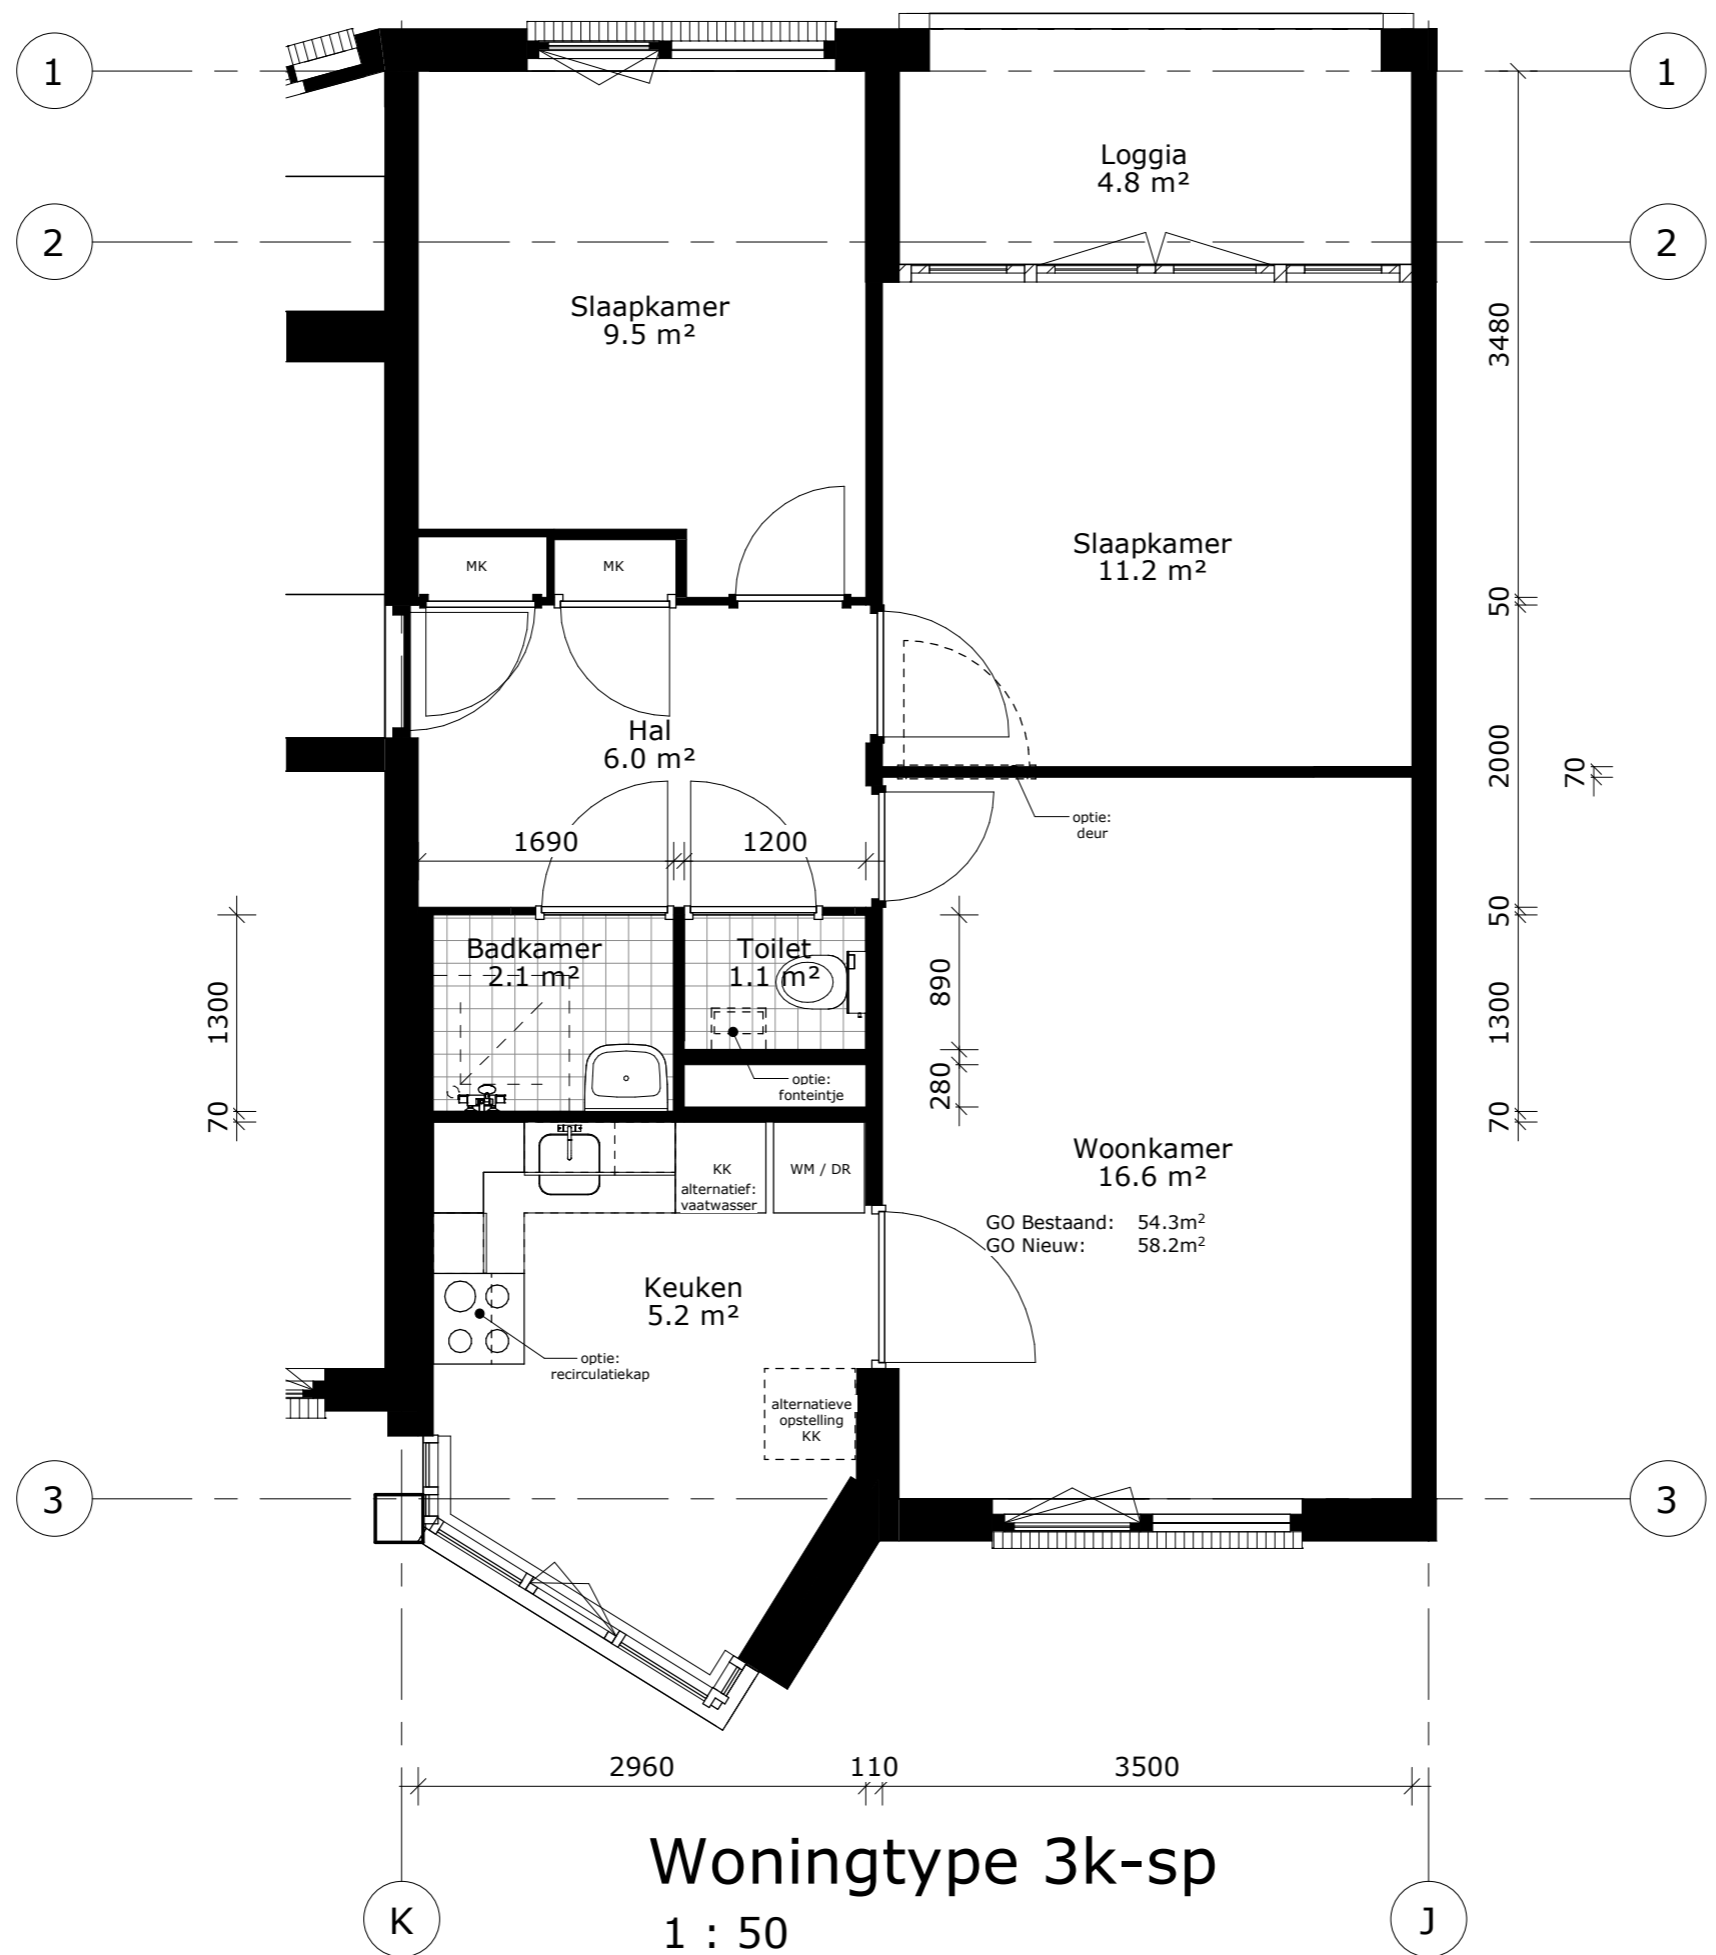 1
1
2
2
Loggia
4.8 m²
Slaapkamer
9.5 m²
3480
Slaapkamer
11.2 m²
MK
MK
50
Hal
6.0 m²
2000
70
optie:
deur
1690
1200
50
Badkamer
2.1 m²
Toilet
1.1 m²
890
1300
1300
optie:
fonteintje
280
70
70
Woonkamer
16.6 m²
KK
alternatief:
vaatwasser
WM / DR
GO Bestaand: 54.3m²
GO Nieuw: 58.2m²
Keuken
5.2 m²
optie:
recirculatiekap
alternatieve
opstelling
KK
3
3
2960
110
3500
Woningtype 3k-sp
1 : 50
K
J